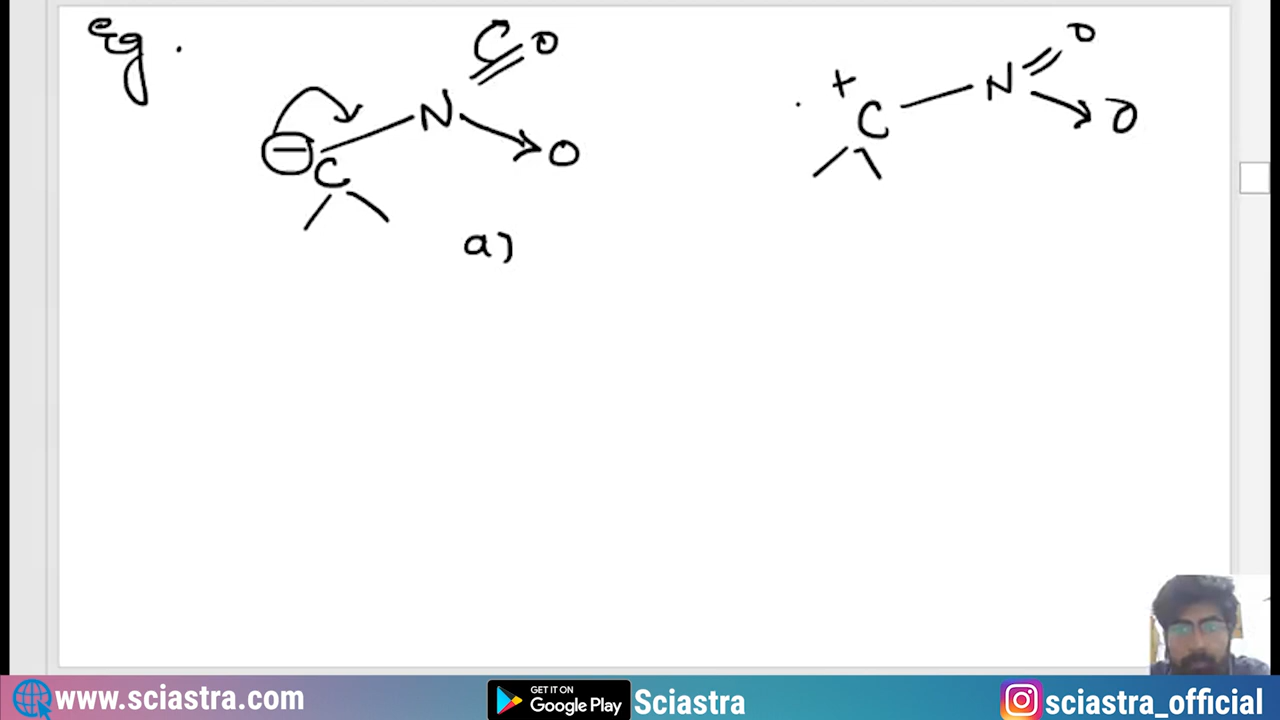 Eg.
⊖ C N O O
+ C N O O
a)
www.sciastra.com
GET IT ON
Google Play
Sciastra
sciastra_official